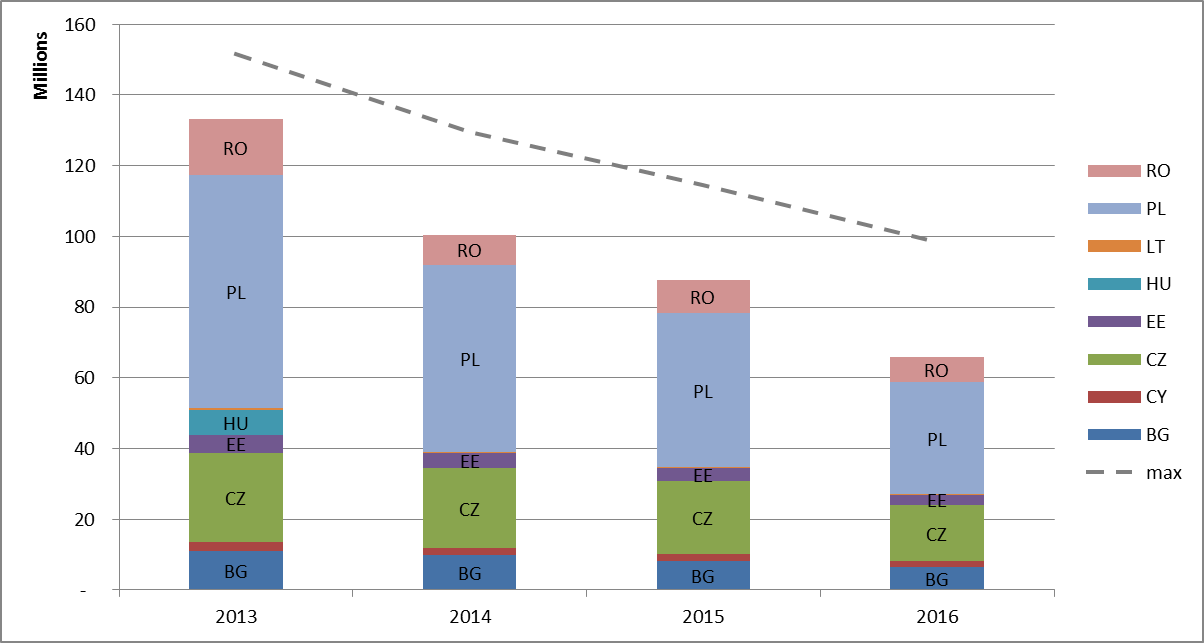 Millions
160
140
120
100
80
60
40
20
-
RO
PL
HU
EE
CZ
BG
RO
PL
EE
CZ
BG
RO
PL
EE
CZ
BG
RO
PL
EE
CZ
BG
2013 2014 2015 2016
RO
PL
LT
HU
EE
CZ
CY
BG
max